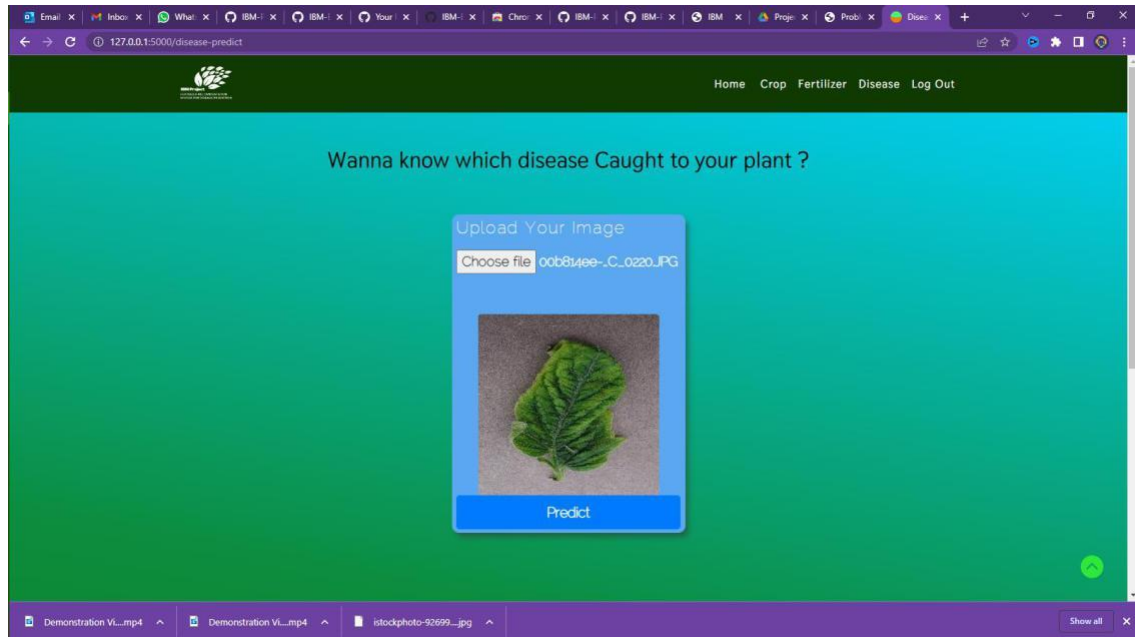 Email
Inbox
What:
IBM-
IBM-
Your
IBM-
Chror
IBM-
IBM-
IBM
Proje
Probl
Disea
127.0.0.1:5000/disease-predict
Home Crop Fertilizer Disease Log Out
Wanna know which disease Caught to your plant ?
Upload Your Image
Choose file 00b814ee-..C_0220.JPG
Predict
Demonstration Vi....mp4
Demonstration Vi....mp4
istockphoto-92699....jpg
Show all